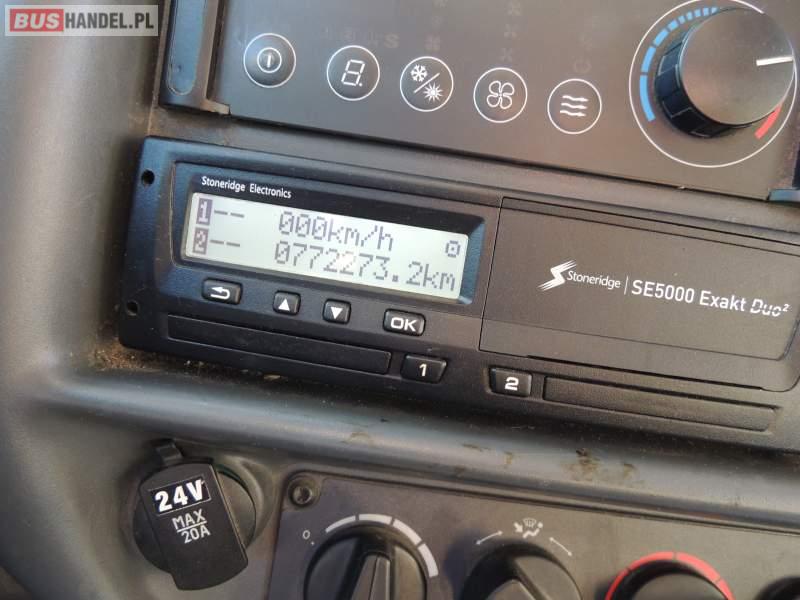 BUSHANDEL.PL
Stoneridge Electronics
1-- 000km/h
2-- 0772273.2km
Stoneridge | SE5000 Exakt Duo²
OK
1
2
24V
MAX
20A